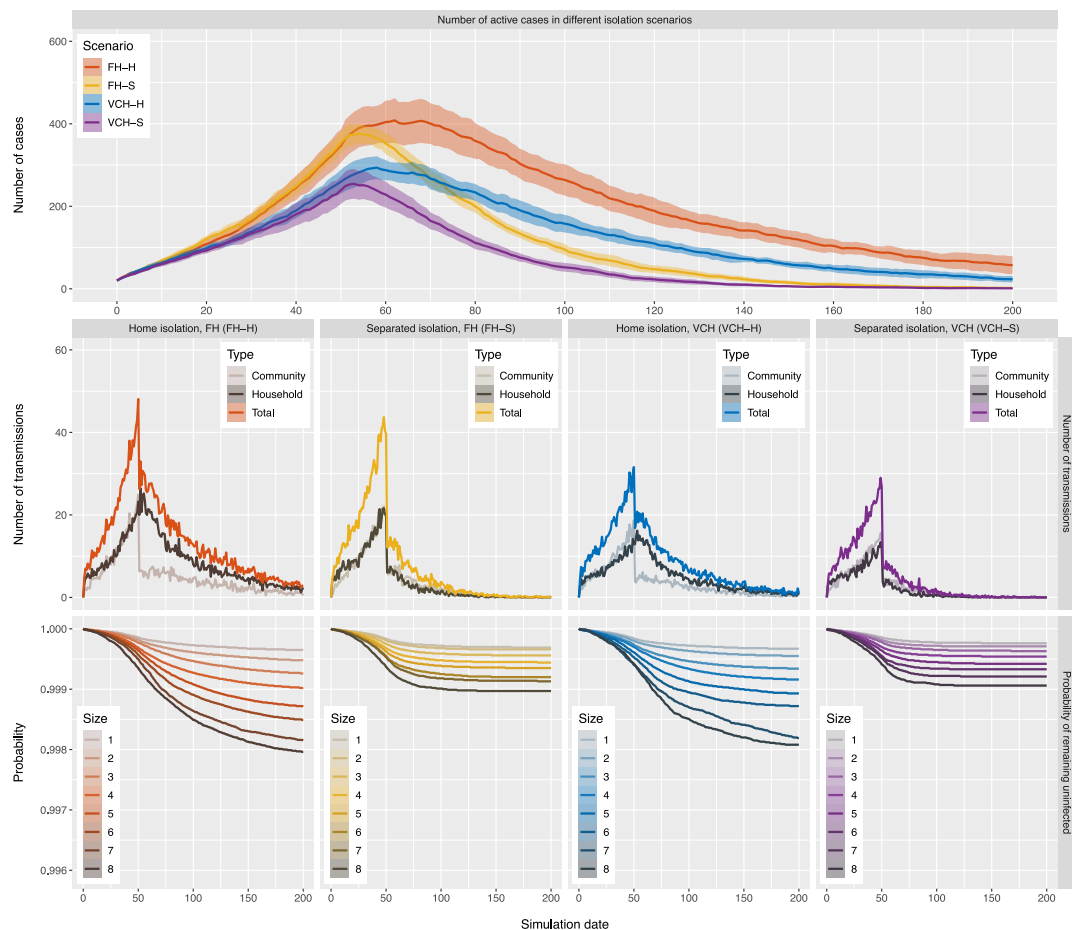 Number of active cases in different isolation scenarios
Number of cases
600
400
200
0
Scenario
FH−H
FH−S
VCH−H
VCH−S
0 20 40 60 80 100 120 140 160 180 200
Home isolation, FH (FH−H) Separated isolation, FH (FH−S) Home isolation, VCH (VCH−H) Separated isolation, VCH (VCH−S)
Number of transmissions
60
40
20
0
Type
Community
Household
Total
Type
Community
Household
Total
Type
Community
Household
Total
Type
Community
Household
Total
Number of transmissions
Probability
1.000
0.999
0.998
0.997
0.996
Size
1
2
3
4
5
6
7
8
Size
1
2
3
4
5
6
7
8
Size
1
2
3
4
5
6
7
8
Size
1
2
3
4
5
6
7
8
Probability of remaining uninfected
0 50 100 150 200 0 50 100 150 200 0 50 100 150 200 0 50 100 150 200
Simulation date